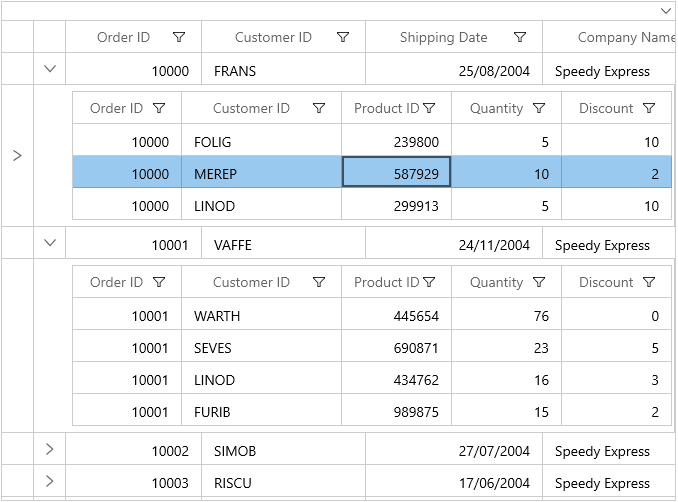 Order ID Customer ID Shipping Date Company Name
10000 FRANS 25/08/2004 Speedy Express
Order ID Customer ID Product ID Quantity Discount
10000 FOLIG 239800 5 10
10000 MEREP 587929 10 2
10000 LINOD 299913 5 10
10001 VAFFE 24/11/2004 Speedy Express
Order ID Customer ID Product ID Quantity Discount
10001 WARTH 445654 76 0
10001 SEVES 690871 23 5
10001 LINOD 434762 16 3
10001 FURIB 989875 15 2
10002 SIMOB 27/07/2004 Speedy Express
10003 RISCU 17/06/2004 Speedy Express